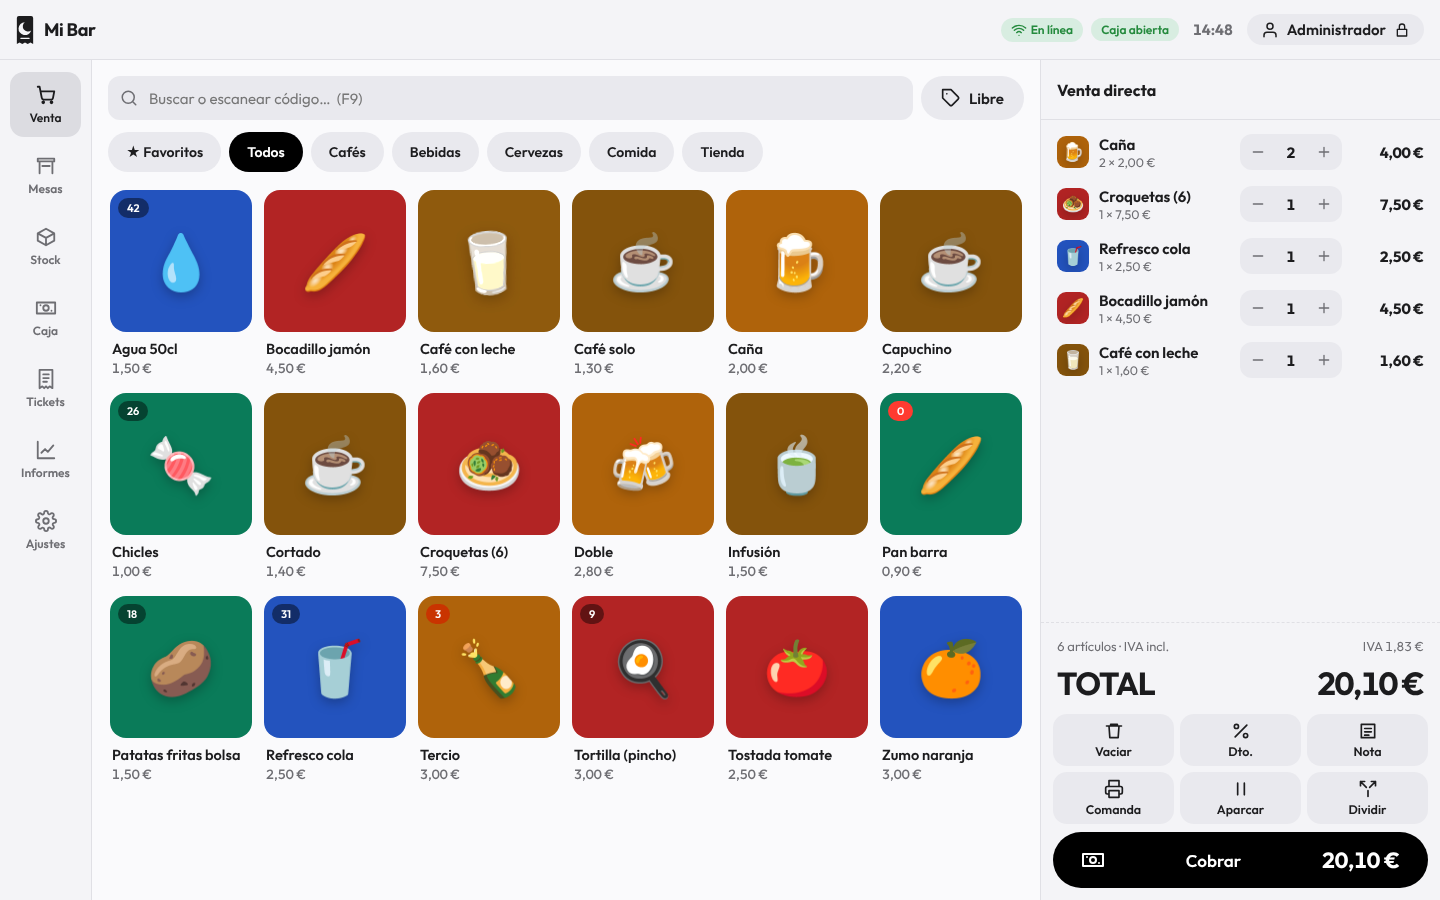 Mi Bar
En línea
Caja abierta
14:48
Administrador
Venta
Mesas
Stock
Caja
Tickets
Informes
Ajustes
Buscar o escanear código... (F9)
Libre
★ Favoritos
Todos
Cafés
Bebidas
Cervezas
Comida
Tienda
42
Agua 50cl
1,50 €
Bocadillo jamón
4,50 €
Café con leche
1,60 €
Café solo
1,30 €
Caña
2,00 €
Capuchino
2,20 €
26
Chicles
1,00 €
Cortado
1,40 €
Croquetas (6)
7,50 €
Doble
2,80 €
Infusión
1,50 €
0
Pan barra
0,90 €
18
Patatas fritas bolsa
1,50 €
31
Refresco cola
2,50 €
3
Tercio
3,00 €
9
Tortilla (pincho)
3,00 €
Tostada tomate
2,50 €
Zumo naranja
3,00 €
Venta directa
Caña
2 × 2,00 €
− 2 +
4,00 €
Croquetas (6)
1 × 7,50 €
− 1 +
7,50 €
Refresco cola
1 × 2,50 €
− 1 +
2,50 €
Bocadillo jamón
1 × 4,50 €
− 1 +
4,50 €
Café con leche
1 × 1,60 €
− 1 +
1,60 €
6 artículos · IVA incl.
IVA 1,83 €
TOTAL
20,10 €
Vaciar
Dto.
Nota
Comanda
Aparcar
Dividir
Cobrar
20,10 €